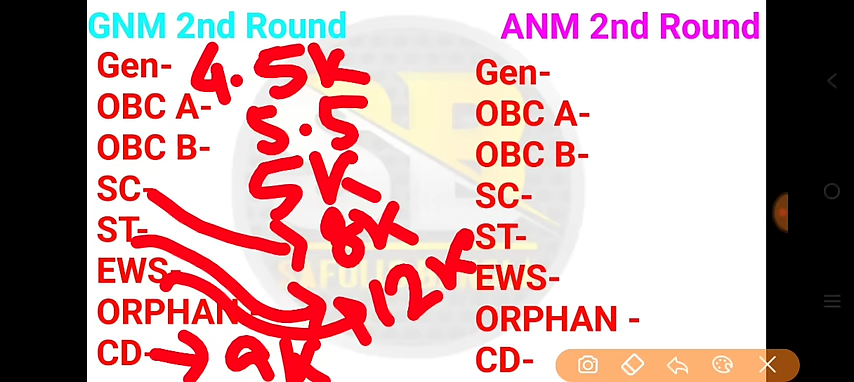 GNM 2nd Round
Gen- 4.5K
OBC A- 5.5
OBC B- 5K
SC- 8K
ST- 12K
EWS-
ORPHAN -
CD- 9K
ANM 2nd Round
Gen-
OBC A-
OBC B-
SC-
ST-
EWS-
ORPHAN -
CD-